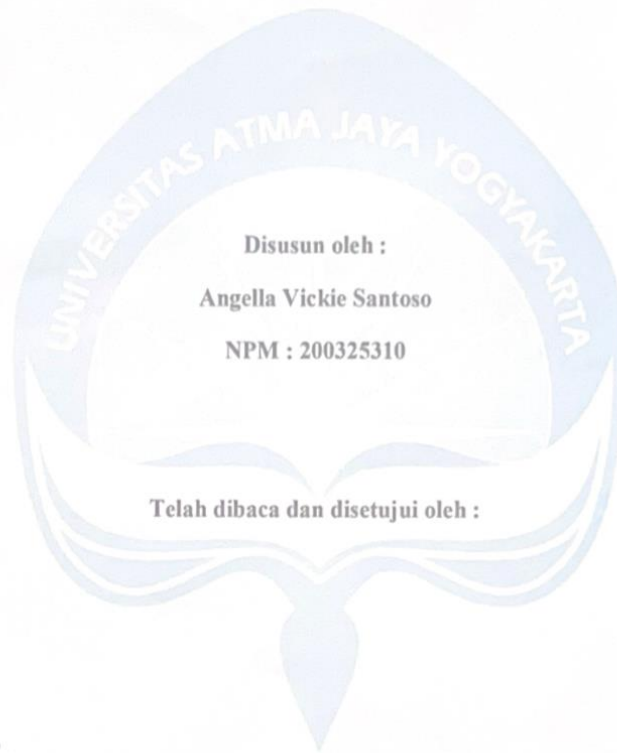 UNIVERSITAS ATMA JAYA YOGYAKARTA
Disusun oleh :
Angella Vickie Santoso
NPM : 200325310
Telah dibaca dan disetujui oleh :